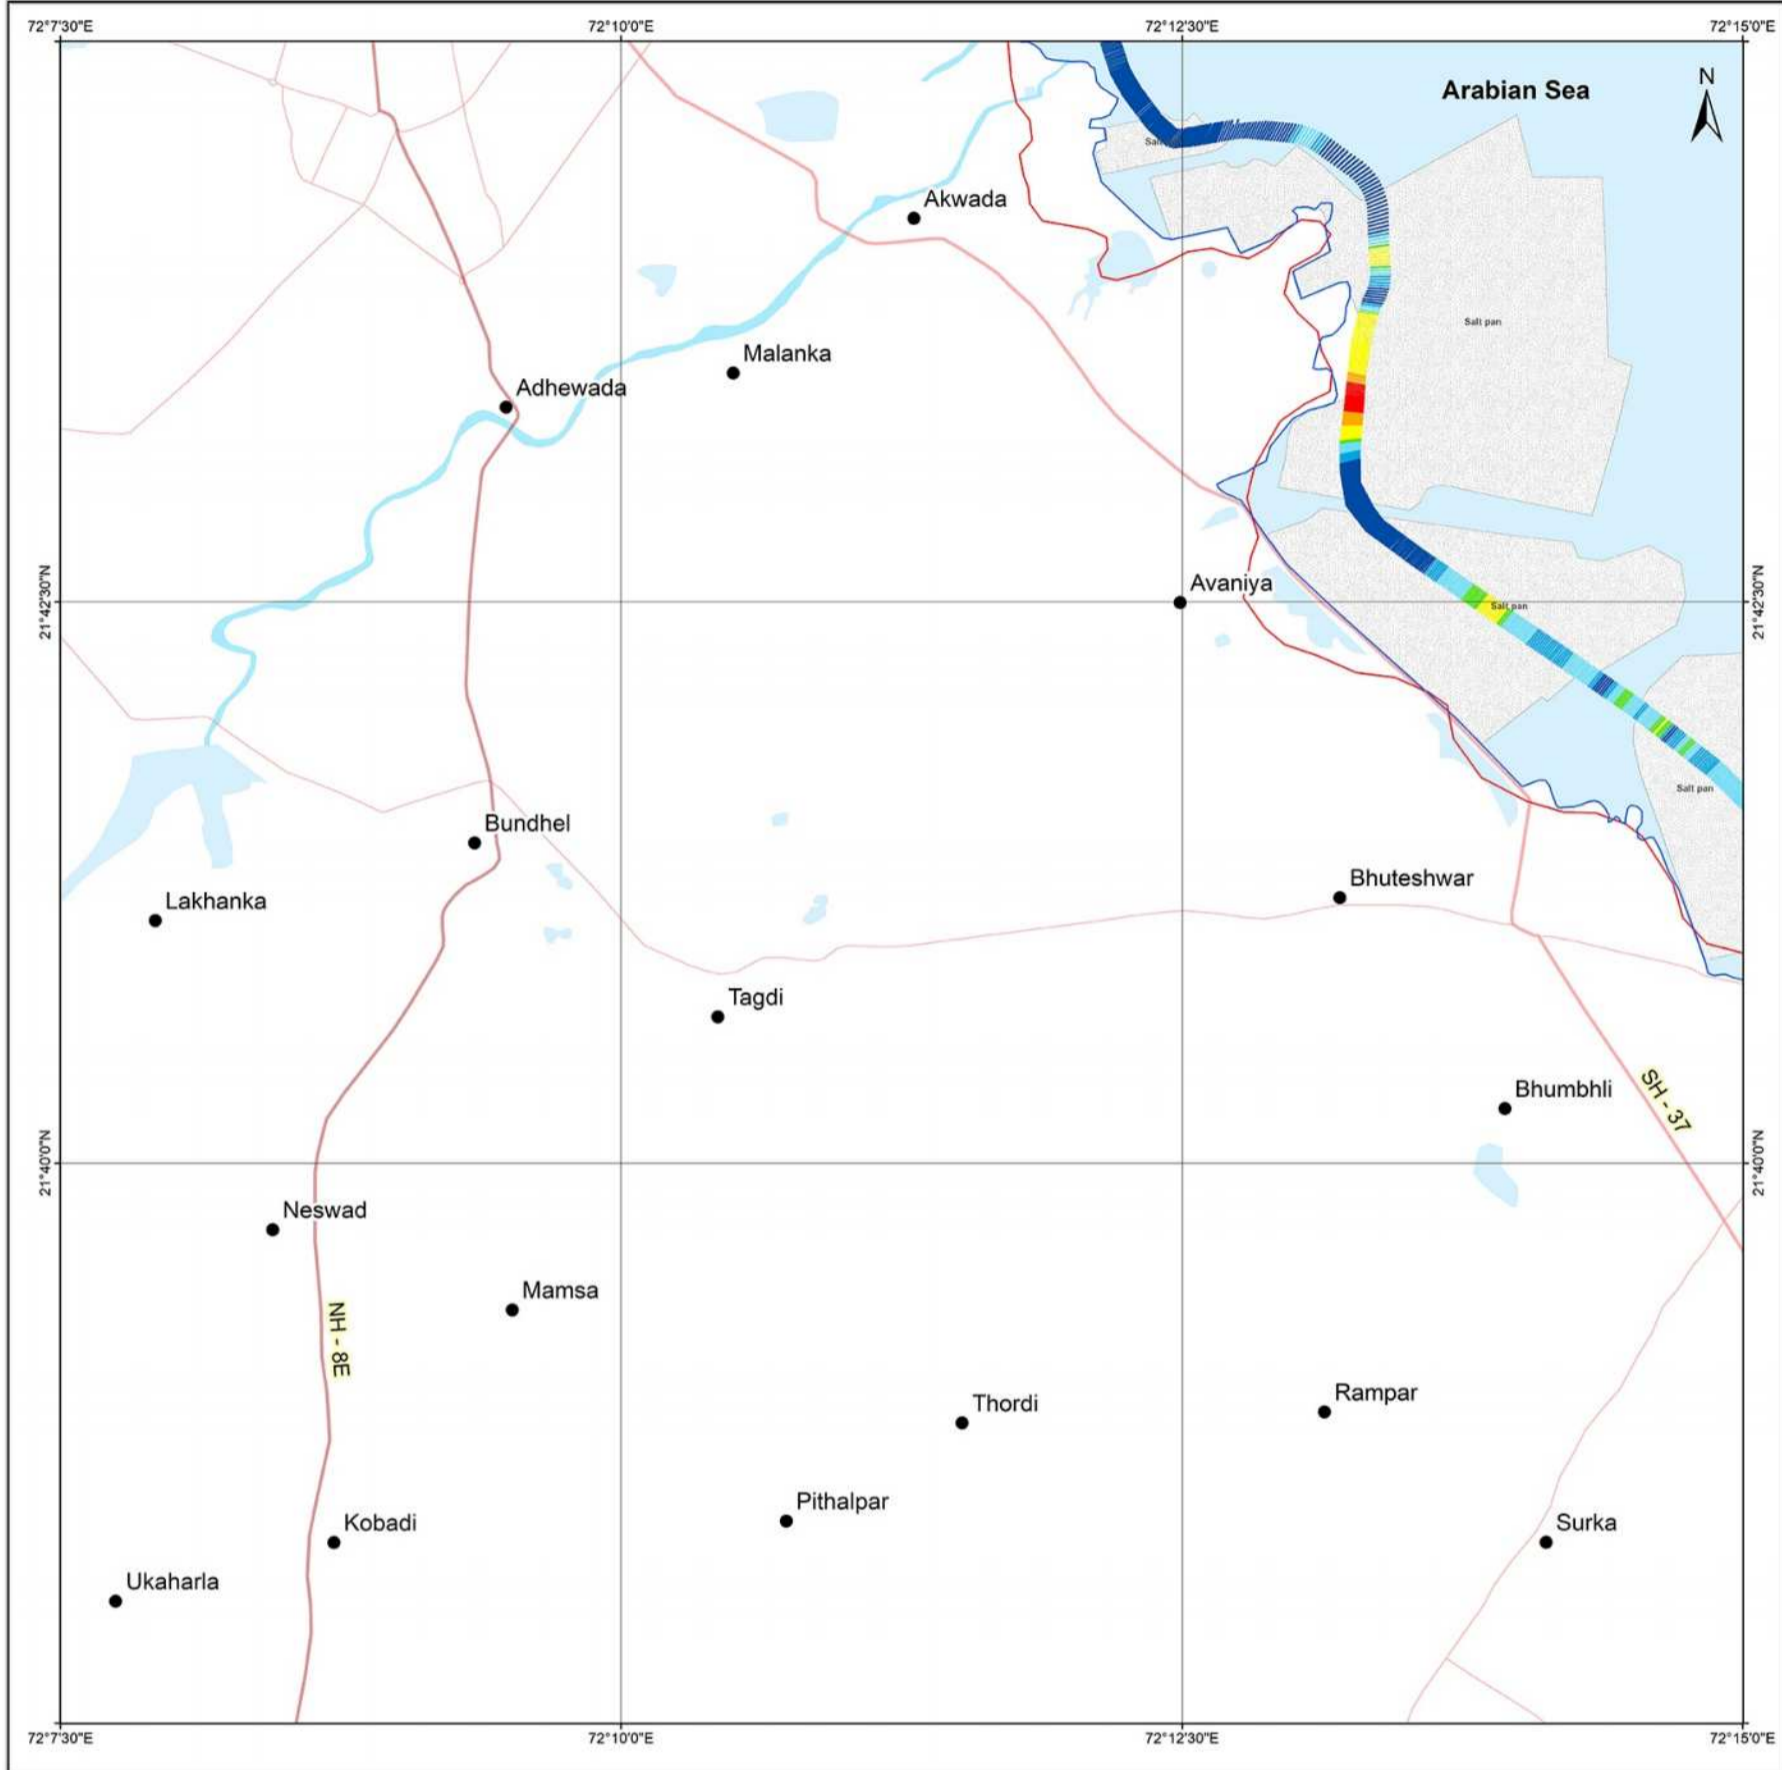 72°7'30"E
72°10'0"E
72°12'30"E
72°15'0"E
Arabian Sea
N
Salt
Akwada
Salt pan
Malanka
Adhewada
21°42'30"N
Avaniya
Salt pan
21°42'30"N
Salt pan
Bundhel
Bhuteshwar
Lakhanka
Tagdi
Bhumbhli
SH - 37
21°40'0"N
21°40'0"N
Neswad
Mamsa
NH - 8E
Rampar
Thordi
Pithalpar
Kobadi
Surka
Ukaharla
72°7'30"E
72°10'0"E
72°12'30"E
72°15'0"E